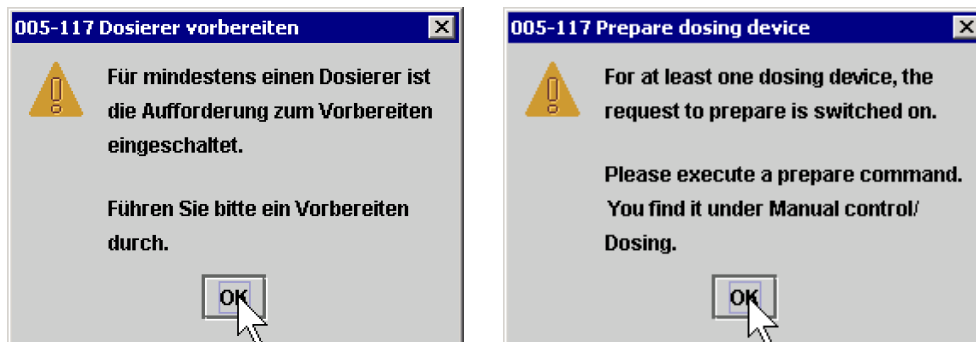 005-117 Dosierer vorbereiten
Für mindestens einen Dosierer ist
die Aufforderung zum Vorbereiten
eingeschaltet.
Führen Sie bitte ein Vorbereiten
durch.
OK
005-117 Prepare dosing device
For at least one dosing device, the
request to prepare is switched on.
Please execute a prepare command.
You find it under Manual control/
Dosing.
OK